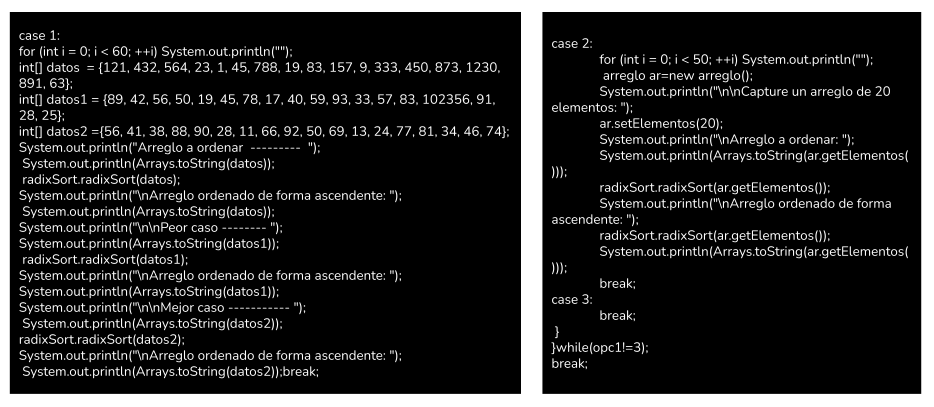 case 1:
for (int i = 0; i < 60; ++i) System.out.println("");
int[] datos  = {121, 432, 564, 23, 1, 45, 788, 19, 83, 157, 9, 333, 450, 873, 1230,
891, 63};
int[] datos1 = {89, 42, 56, 50, 19, 45, 78, 17, 40, 59, 93, 33, 57, 83, 102356, 91,
28, 25};
int[] datos2 ={56, 41, 38, 88, 90, 28, 11, 66, 92, 50, 69, 13, 24, 77, 81, 34, 46, 74};
System.out.println("Arreglo a ordenar  ---------  ");
System.out.println(Arrays.toString(datos));
radixSort.radixSort(datos);
System.out.println("\nArreglo ordenado de forma ascendente: ");
System.out.println(Arrays.toString(datos));
System.out.println("\n\nPeor caso -------- ");
System.out.println(Arrays.toString(datos1));
radixSort.radixSort(datos1);
System.out.println("\nArreglo ordenado de forma ascendente: ");
System.out.println(Arrays.toString(datos1));
System.out.println("\n\nMejor caso ----------- ");
System.out.println(Arrays.toString(datos2));
radixSort.radixSort(datos2);
System.out.println("\nArreglo ordenado de forma ascendente: ");
System.out.println(Arrays.toString(datos2));break;
case 2:
for (int i = 0; i < 50; ++i) System.out.println("");
arreglo ar=new arreglo();
System.out.println("\n\nCapture un arreglo de 20
elementos: ");
ar.setElementos(20);
System.out.println("\nArreglo a ordenar: ");
System.out.println(Arrays.toString(ar.getElementos(
)));
radixSort.radixSort(ar.getElementos());
System.out.println("\nArreglo ordenado de forma
ascendente: ");
radixSort.radixSort(ar.getElementos());
System.out.println(Arrays.toString(ar.getElementos(
)));
break;
case 3:
break;
}
}while(opc1!=3);
break;